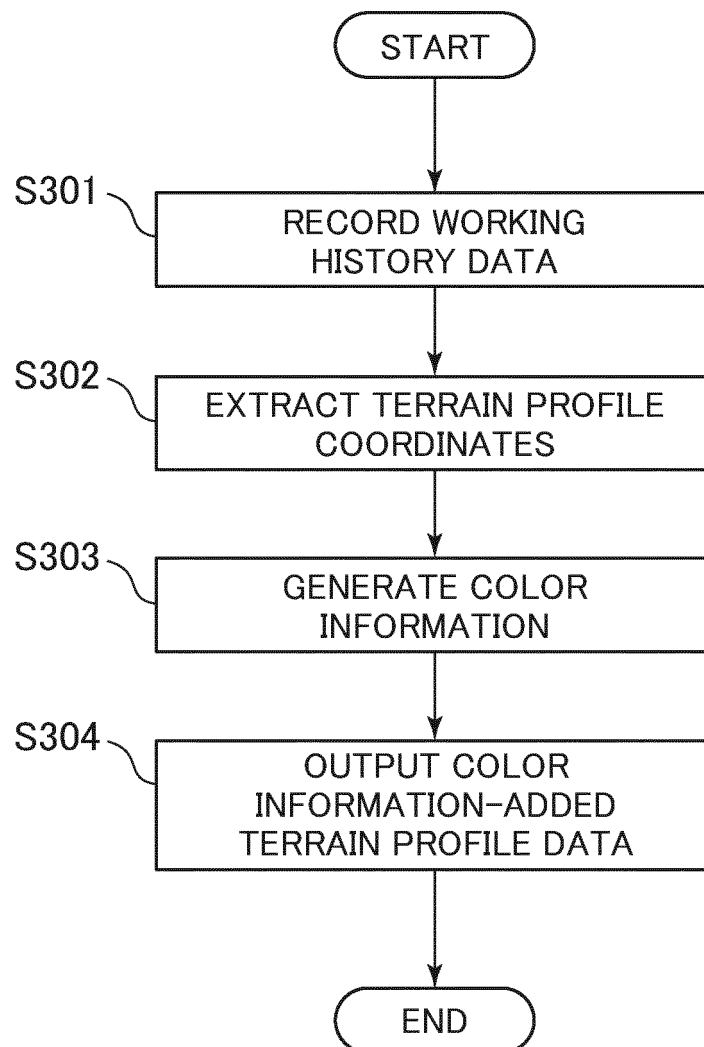 START
S301
RECORD WORKING
HISTORY DATA
S302
EXTRACT TERRAIN PROFILE
COORDINATES
S303
GENERATE COLOR
INFORMATION
S304
OUTPUT COLOR
INFORMATION-ADDED
TERRAIN PROFILE DATA
END